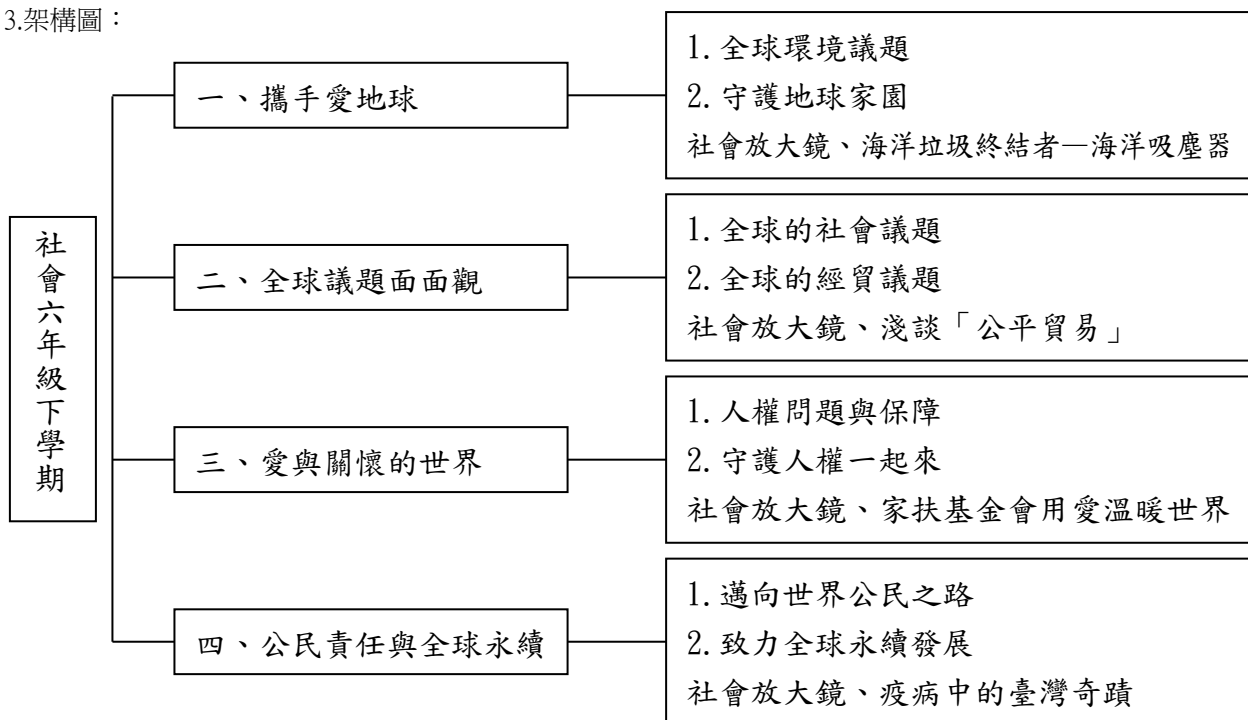 3.架構圖：
社會六年級下學期
一、攜手愛地球
1.全球環境議題
2.守護地球家園
社會放大鏡、海洋垃圾終結者—海洋吸塵器
二、全球議題面面觀
1.全球的社會議題
2.全球的經貿議題
社會放大鏡、淺談「公平貿易」
三、愛與關懷的世界
1.人權問題與保障
2.守護人權一起來
社會放大鏡、家扶基金會用愛溫暖世界
四、公民責任與全球永續
1.邁向世界公民之路
2.致力全球永續發展
社會放大鏡、疫病中的臺灣奇蹟